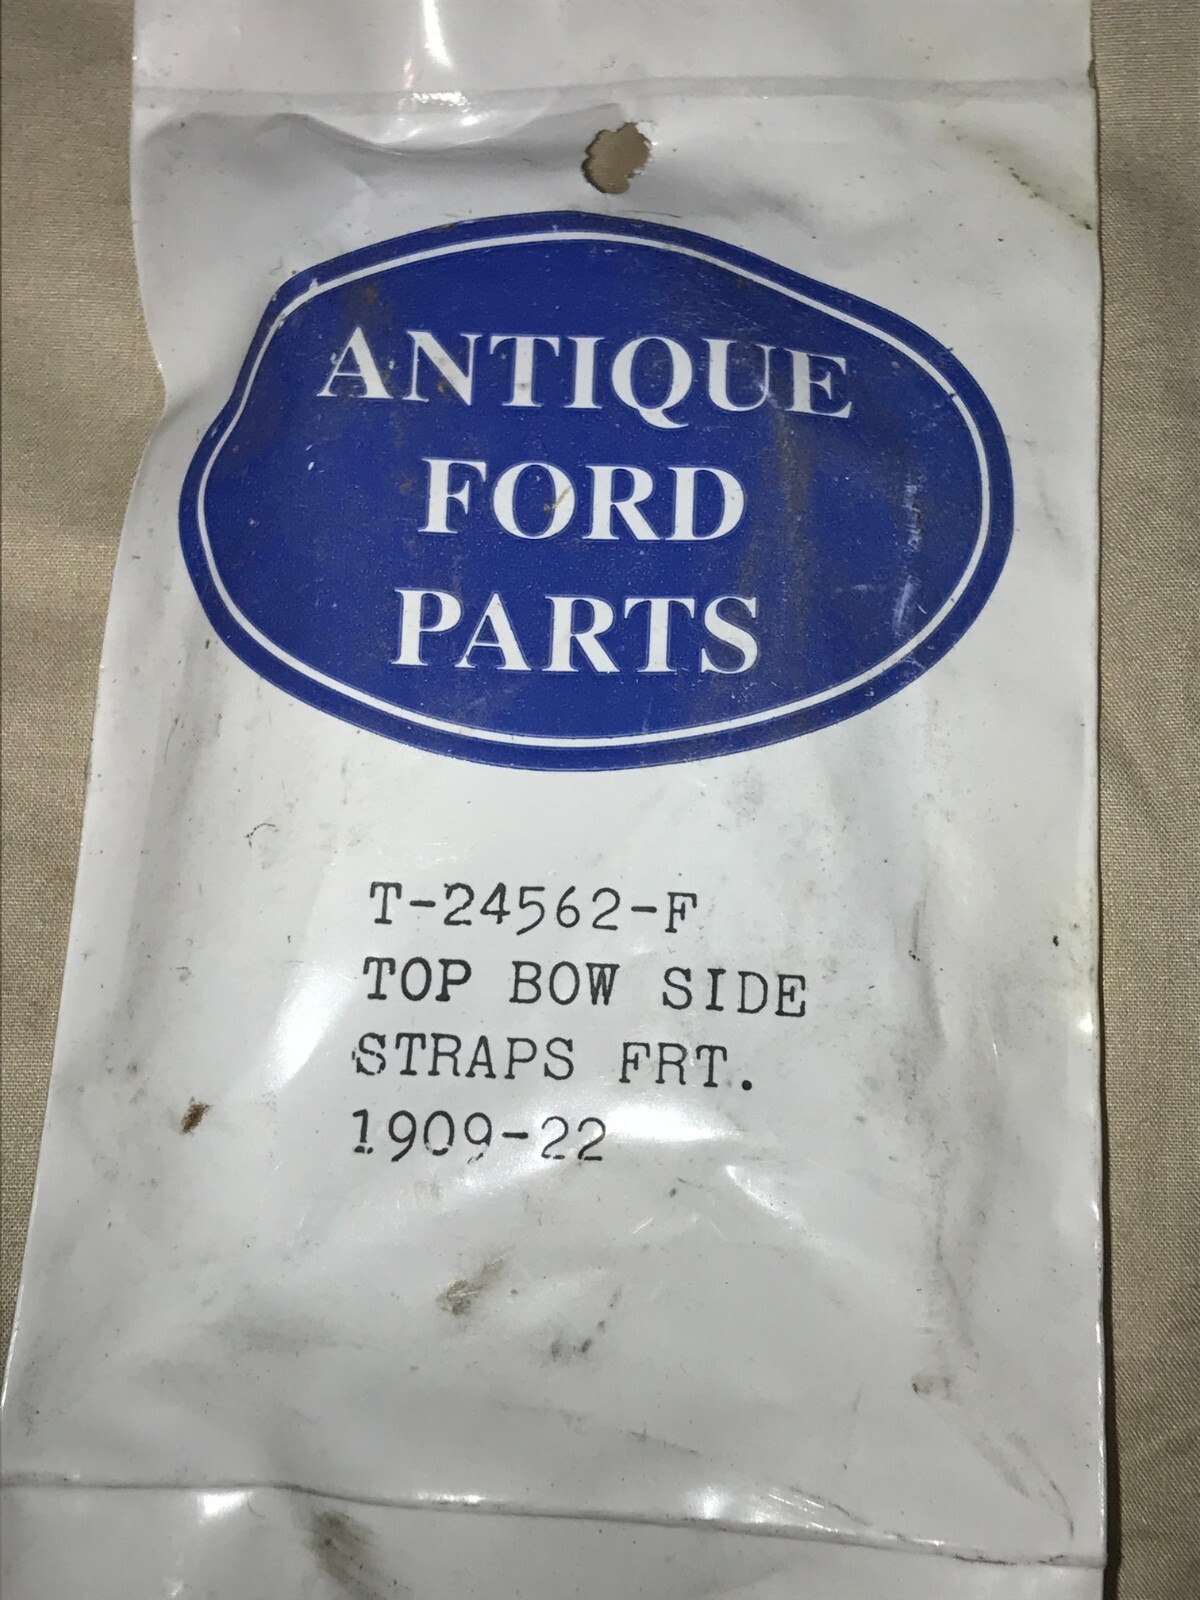 ANTIQUE
FORD
PARTS
T-24562-F
TOP BOW SIDE
STRAPS FRT.
1909-22